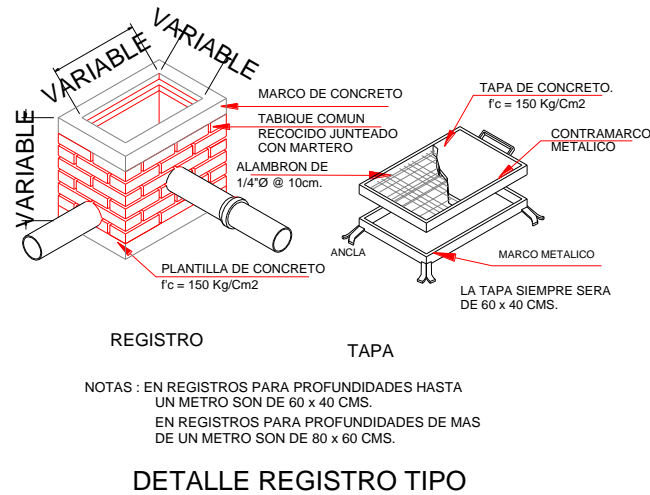 VARIABLE
VARIABLE
VARIABLE
MARCO DE CONCRETO
TABIQUE COMUN
RECOCIDO JUNTEADO
CON MARTERO
PLANTILLA DE CONCRETO
f'c = 150 Kg/Cm2
REGISTRO
TAPA DE CONCRETO.
f'c = 150 Kg/Cm2
CONTRAMARCO
METALICO
ALAMBRON DE
1/4"Ø @ 10cm.
ANCLA
MARCO METALICO
LA TAPA SIEMPRE SERA
DE 60 x 40 CMS.
TAPA
NOTAS : EN REGISTROS PARA PROFUNDIDADES HASTA
UN METRO SON DE 60 x 40 CMS.
EN REGISTROS PARA PROFUNDIDADES DE MAS
DE UN METRO SON DE 80 x 60 CMS.
DETALLE REGISTRO TIPO